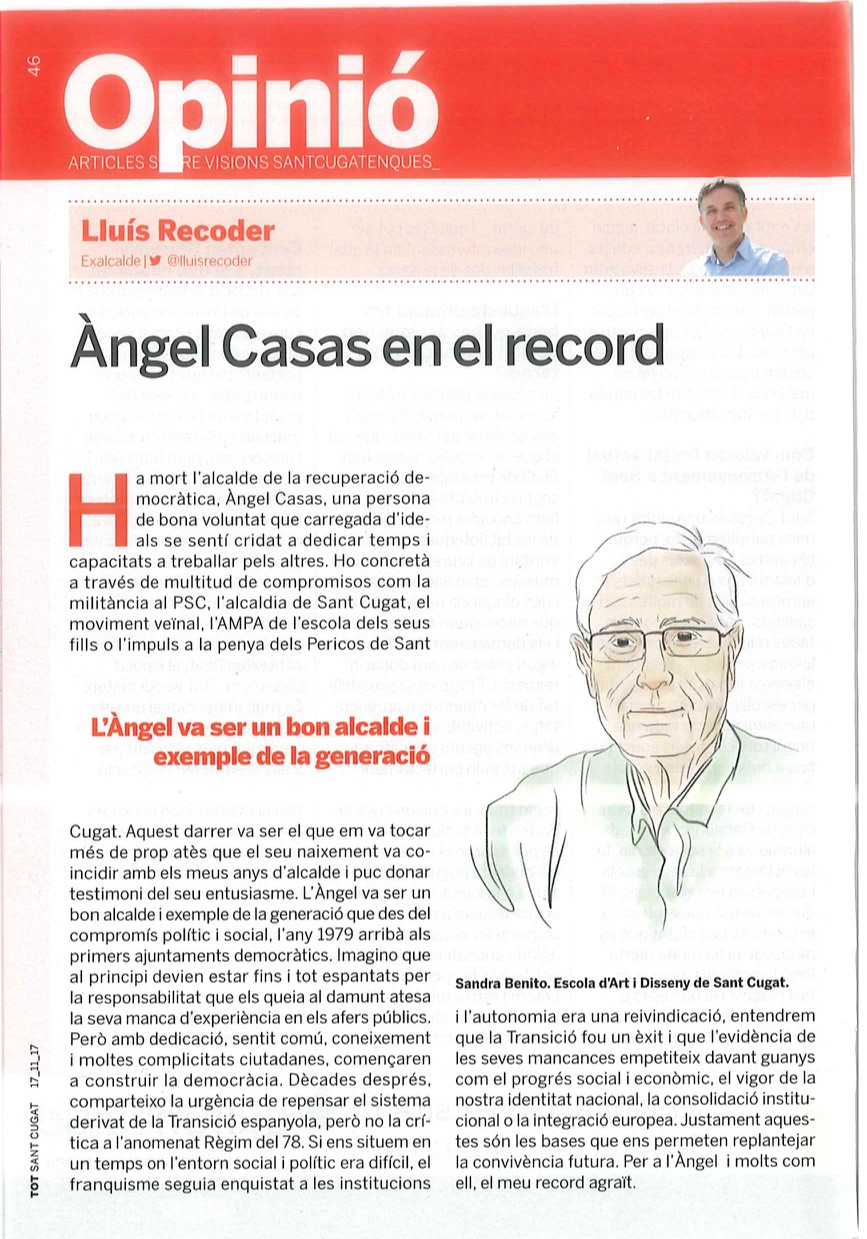 46
Opinió
ARTICLES SOBRE VISIONS SANTCUGATENQUES_
Lluís Recoder
Exalcalde| @lluisrecoder
Àngel Casas en el record
Ha mort l'alcalde de la recuperació de-
mocràtica, Àngel Casas, una persona
de bona voluntat que carregada d'ide-
als se sentí cridat a dedicar temps i
capacitats a treballar pels altres. Ho concretà
a través de multitud de compromisos com la
militància al PSC, l'alcaldia de Sant Cugat, el
moviment veïnal, l'AMPA de l'escola dels seus
fills o l'impuls a la penya dels Pericos de Sant
L'Àngel va ser un bon alcalde i
exemple de la generació
Cugat. Aquest darrer va ser el que em va tocar
més de prop atès que el seu naixement va co-
incidir amb els meus anys d'alcalde i puc donar
testimoni del seu entusiasme. L'Àngel va ser un
bon alcalde i exemple de la generació que des del
compromís polític i social, l'any 1979 arribà als
primers ajuntaments democràtics. Imagino que
al principi devien estar fins i tot espantats per
la responsabilitat que els queia al damunt atesa
la seva manca d'experiència en els afers públics.
Però amb dedicació, sentit comú, coneixement
i moltes complicitats ciutadanes, començaren
a construir la democràcia. Dècades després,
comparteixo la urgència de repensar el sistema
derivat de la Transició espanyola, però no la crí-
tica a l'anomenat Règim del 78. Si ens situem en
un temps on l'entorn social i polític era difícil, el
franquisme seguia enquistat a les institucions
Sandra Benito. Escola d'Art i Disseny de Sant Cugat.
i l'autonomia era una reivindicació, entendrem
que la Transició fou un èxit i que l'evidència de
les seves mancances empetiteix davant guanys
com el progrés social i econòmic, el vigor de la
nostra identitat nacional, la consolidació institu-
cional o la integració europea. Justament aques-
tes són les bases que ens permeten replantejar
la convivència futura. Per a l'Àngel i molts com
ell, el meu record agraït.
TOT SANT CUGAT 17_11_17